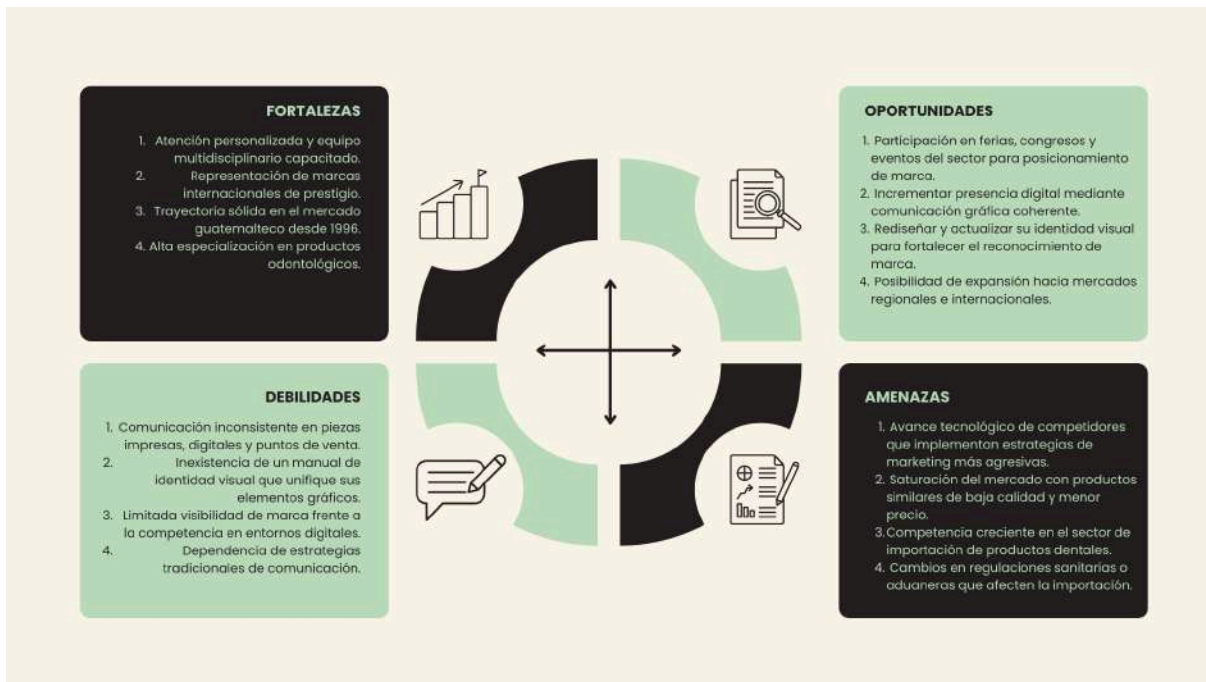 FORTALEZAS
1. Atención personalizada y equipo
multidisciplinario capacitado.
2. Representación de marcas
internacionales de prestigio.
3. Trayectoria sólida en el mercado
guatemalteco desde 1996.
4. Alta especialización en productos
odontológicos.
OPORTUNIDADES
1. Participación en ferias, congresos y
eventos del sector para posicionamiento
de marca.
2. Incrementar presencia digital mediante
comunicación gráfica coherente.
3. Rediseñar y actualizar su identidad visual
para fortalecer el reconocimiento de
marca.
4. Posibilidad de expansión hacia mercados
regionales e internacionales.
DEBILIDADES
1. Comunicación inconsistente en piezas
impresas, digitales y puntos de venta.
2. Inexistencia de un manual de
identidad visual que unifique sus
elementos gráficos.
3. Limitada visibilidad de marca frente a
la competencia en entornos digitales.
4. Dependencia de estrategias
tradicionales de comunicación.
AMENAZAS
1. Avance tecnológico de competidores
que implementan estrategias de
marketing más agresivas.
2. Saturación del mercado con productos
similares de baja calidad y menor
precio.
3. Competencia creciente en el sector de
importación de productos dentales.
4. Cambios en regulaciones sanitarias o
aduaneras que afecten la importación.